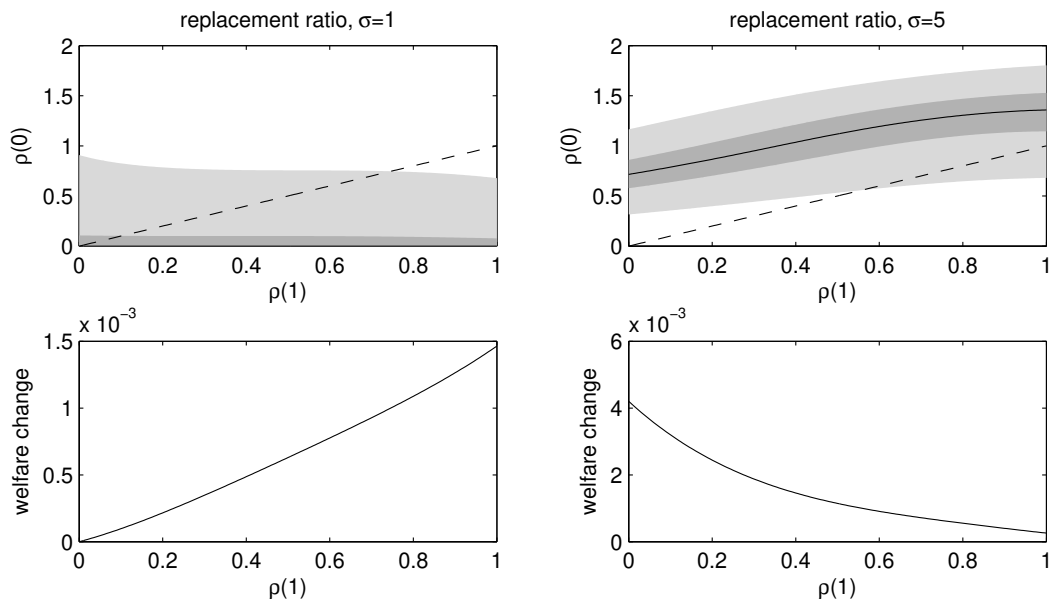 replacement ratio, σ=1
2
1.5
1
0.5
0
ρ(0)
0 0.2 0.4 0.6 0.8 1
ρ(1)
replacement ratio, σ=5
2
1.5
1
0.5
0
ρ(0)
0 0.2 0.4 0.6 0.8 1
ρ(1)
x 10⁻³
1.5
1
0.5
0
welfare change
0 0.2 0.4 0.6 0.8 1
ρ(1)
x 10⁻³
6
4
2
0
welfare change
0 0.2 0.4 0.6 0.8 1
ρ(1)